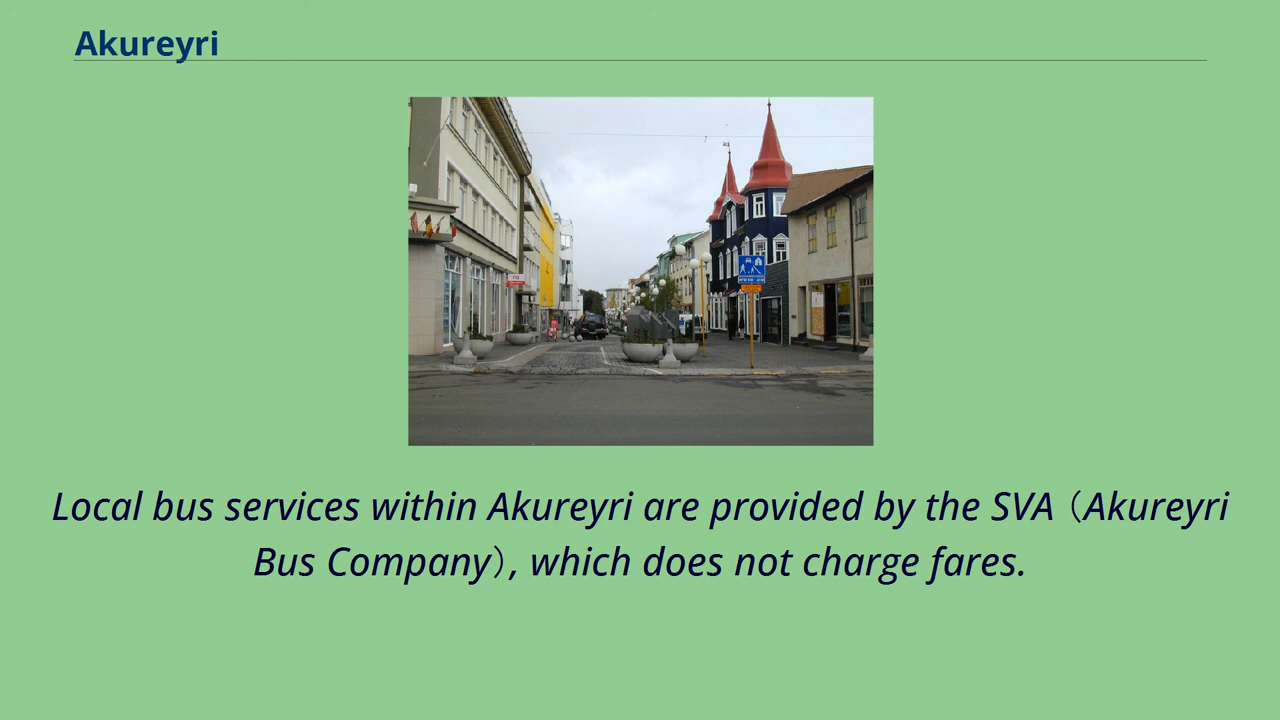 Akureyri
Local bus services within Akureyri are provided by the SVA（Akureyri
Bus Company）, which does not charge fares.